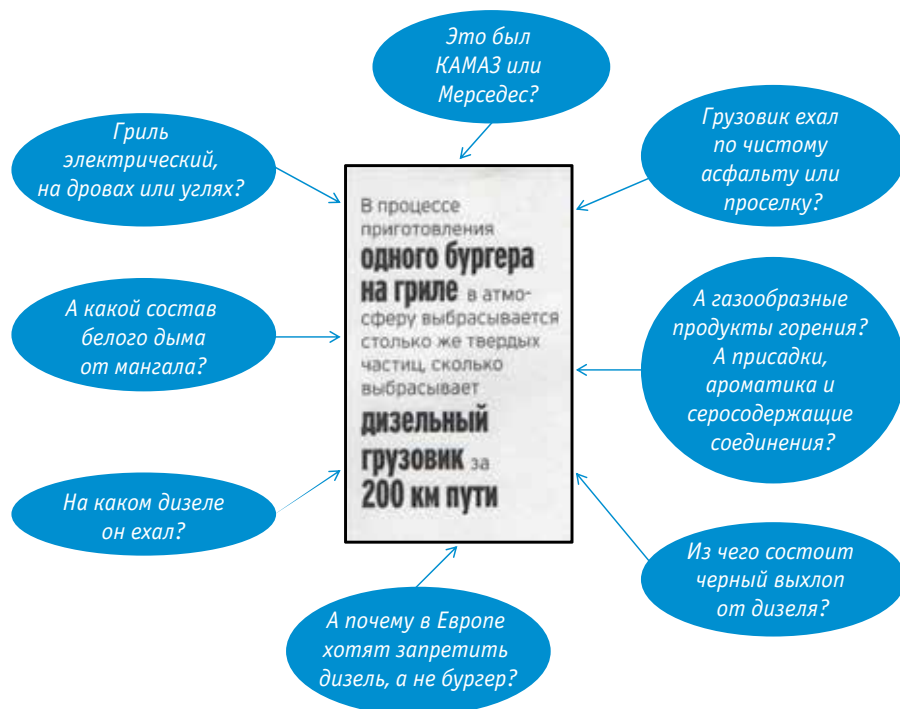 Это был
КАМАЗ или
Мерседес?
Гриль
электрический,
на дровах или углях?
Грузовик ехал
по чистому
асфальту или
проселку?
В процессе
приготовления
одного бургера
на гриле в атмо-
сферу выбрасывается
столько же твердых
частиц, сколько
выбрасывает
дизельный
грузовик за
200 км пути
А какой состав
белого дыма
от мангала?
А газообразные
продукты горения?
А присадки,
ароматика и
серосодержащие
соединения?
На каком дизеле
он ехал?
Из чего состоит
черный выхлоп
от дизеля?
А почему в Европе
хотят запретить
дизель, а не бургер?